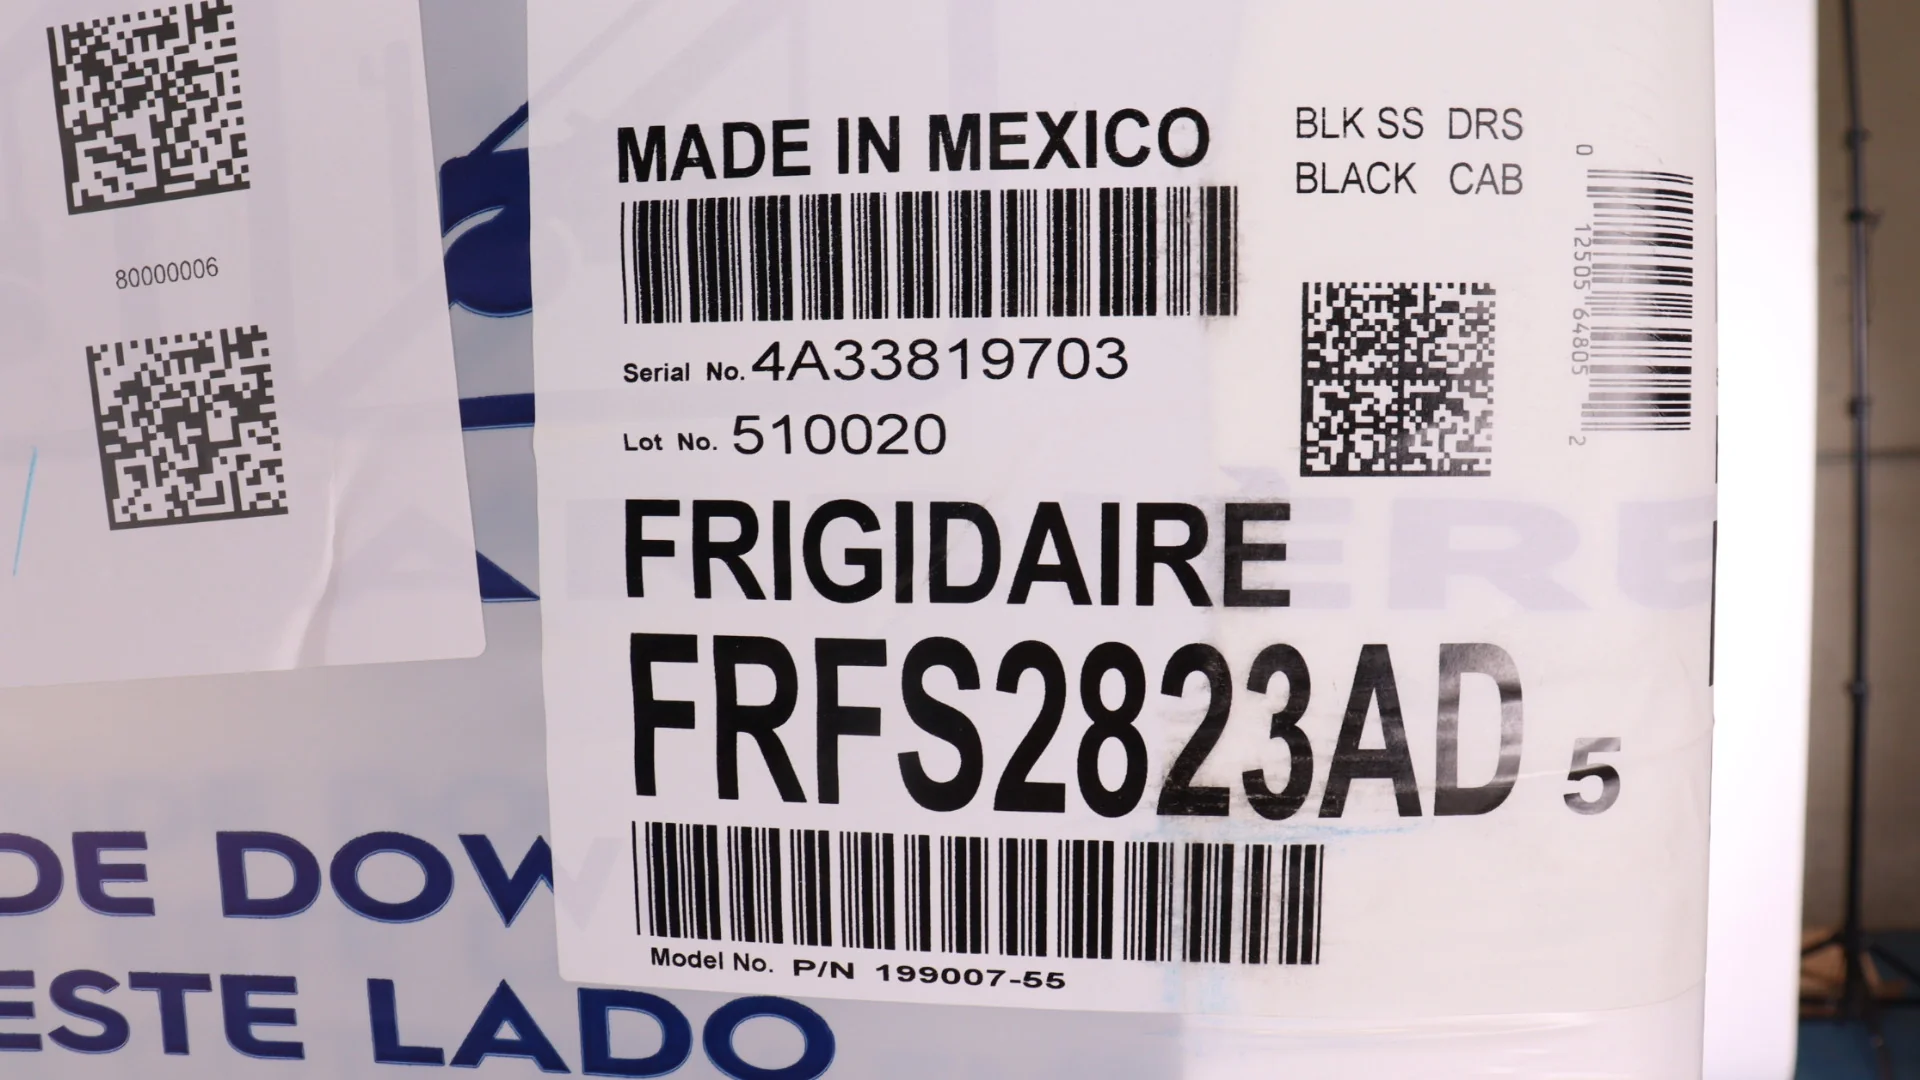 80000006
MADE IN MEXICO
BLK SS DRS
BLACK CAB
0 12505 64805 2
Serial No. 4A33819703
Lot No. 510020
FRIGIDAIRE
FRFS2823AD 5
Model No. P/N 199007-55
DE DOW
ESTE LADO